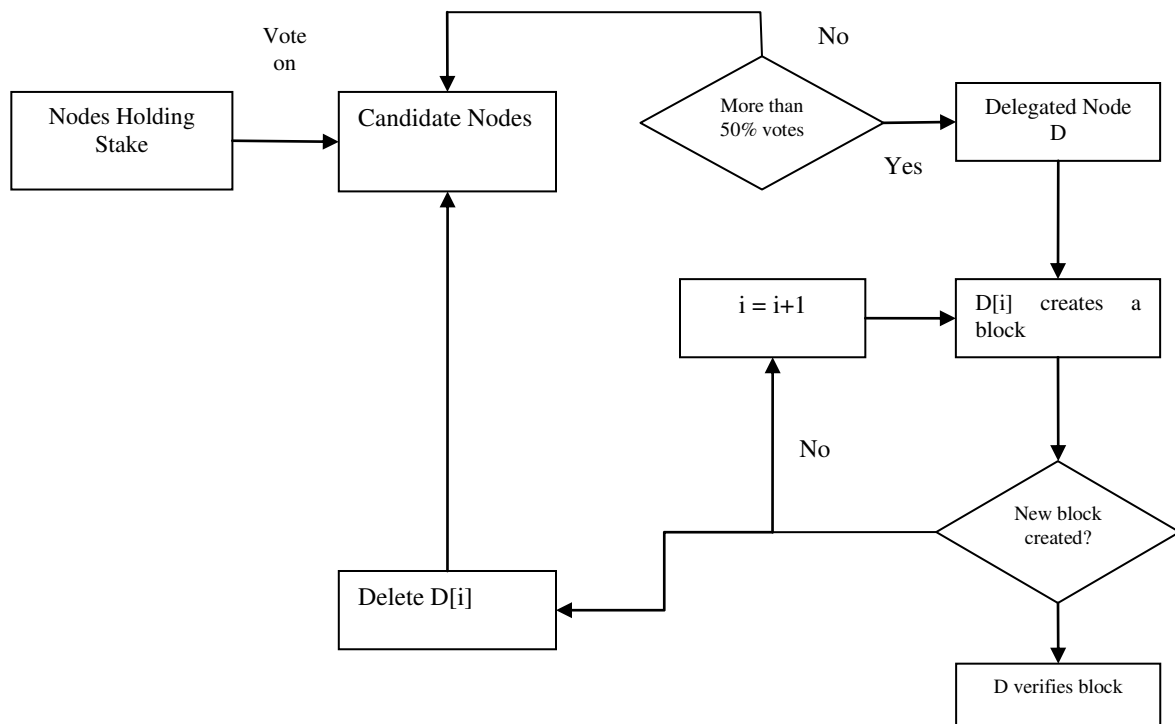 Vote
on
No
Nodes Holding
Stake
Candidate Nodes
More than
50% votes
Delegated Node
D
Yes
i = i+1
D[i] creates a
block
No
New block
created?
Delete D[i]
D verifies block